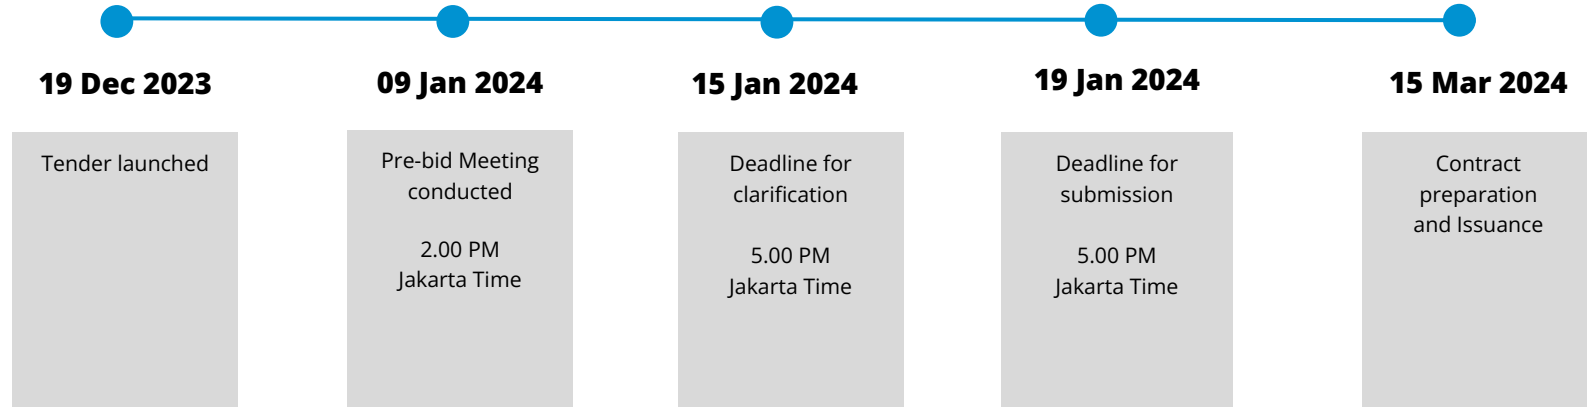 19 Dec 2023
Tender launched
09 Jan 2024
Pre-bid Meeting
conducted
2.00 PM
Jakarta Time
15 Jan 2024
Deadline for
clarification
5.00 PM
Jakarta Time
19 Jan 2024
Deadline for
submission
5.00 PM
Jakarta Time
15 Mar 2024
Contract
preparation
and Issuance